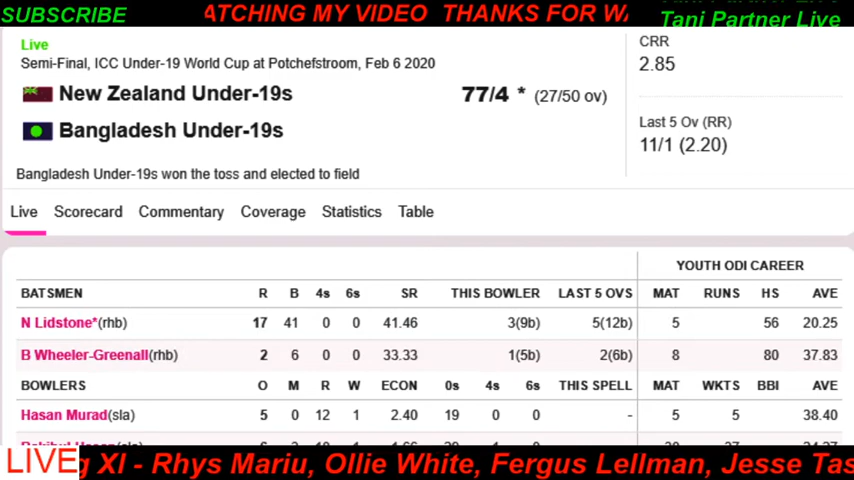 SUBSCRIBE
ATCHING MY VIDEO THANKS FOR WA
Tani Partner Live
Live
Semi-Final, ICC Under-19 World Cup at Potchefstroom, Feb 6 2020
New Zealand Under-19s 77/4 * (27/50 ov)
Bangladesh Under-19s
Bangladesh Under-19s won the toss and elected to field
CRR
2.85
Last 5 Ov (RR)
11/1 (2.20)
Live Scorecard Commentary Coverage Statistics Table
YOUTH ODI CAREER
BATSMEN R B 4s 6s SR THIS BOWLER LAST 5 OVS MAT RUNS HS AVE
N Lidstone*(rhb) 17 41 0 0 41.46 3(9b) 5(12b) 5 56 20.25
B Wheeler-Greenall(rhb) 2 6 0 0 33.33 1(5b) 2(6b) 8 80 37.83
BOWLERS O M R W ECON 0s 4s 6s THIS SPELL MAT WKTS BBI AVE
Hasan Murad(sla) 5 0 12 1 2.40 19 0 0 - 5 5 38.40
LIVE
g XI - Rhys Mariu, Ollie White, Fergus Lellman, Jesse Tas